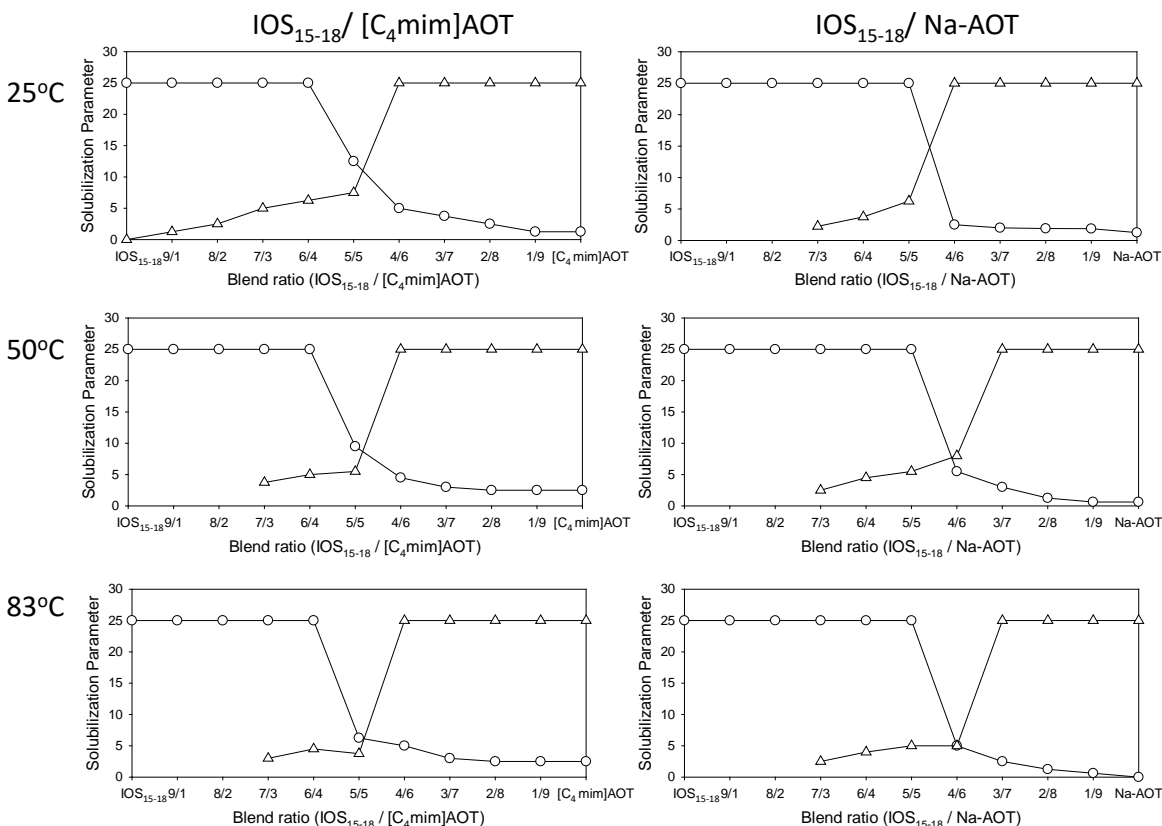 IOS15-18/ [C4mim]AOT
IOS15-18/ Na-AOT
25oC
Solubilization Parameter
30
25
20
15
10
5
0
IOS15-18 9/1 8/2 7/3 6/4 5/5 4/6 3/7 2/8 1/9 [C4mim]AOT
Blend ratio (IOS15-18 / [C4mim]AOT)
Solubilization Parameter
30
25
20
15
10
5
0
IOS15-18 9/1 8/2 7/3 6/4 5/5 4/6 3/7 2/8 1/9 Na-AOT
Blend ratio (IOS15-18 / Na-AOT)
50oC
Solubilization Parameter
30
25
20
15
10
5
0
IOS15-18 9/1 8/2 7/3 6/4 5/5 4/6 3/7 2/8 1/9 [C4mim]AOT
Blend ratio (IOS15-18 / [C4mim]AOT)
Solubilization Parameter
30
25
20
15
10
5
0
IOS15-18 9/1 8/2 7/3 6/4 5/5 4/6 3/7 2/8 1/9 Na-AOT
Blend ratio (IOS15-18 / Na-AOT)
83oC
Solubilization Parameter
30
25
20
15
10
5
0
IOS15-18 9/1 8/2 7/3 6/4 5/5 4/6 3/7 2/8 1/9 [C4mim]AOT
Blend ratio (IOS15-18 / [C4mim]AOT)
Solubilization Parameter
30
25
20
15
10
5
0
IOS15-18 9/1 8/2 7/3 6/4 5/5 4/6 3/7 2/8 1/9 Na-AOT
Blend ratio (IOS15-18 / Na-AOT)